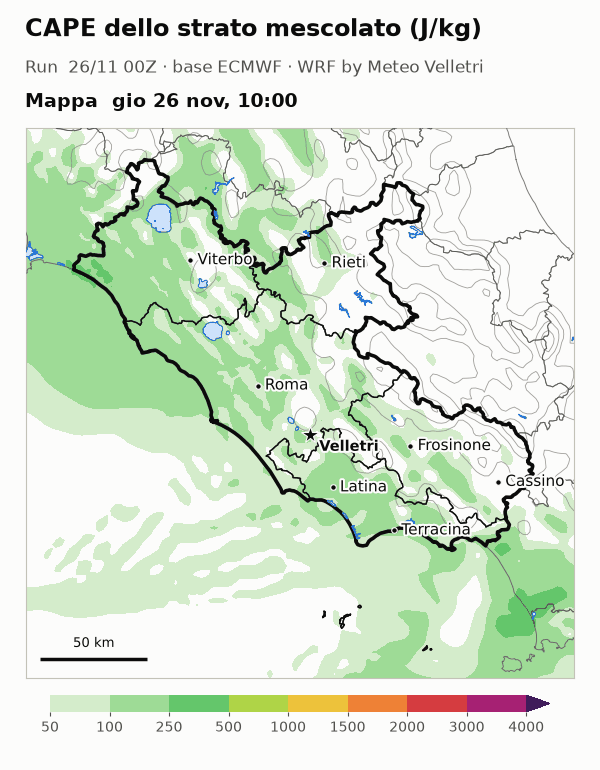 CAPE dello strato mescolato (J/kg)
Run  26/11 00Z · base ECMWF · WRF by Meteo Velletri
Mappa  gio 26 nov, 10:00
Viterbo
Rieti
Roma
Velletri
Frosinone
Latina
Cassino
Terracina
50 km
50 100 250 500 1000 1500 2000 3000 4000